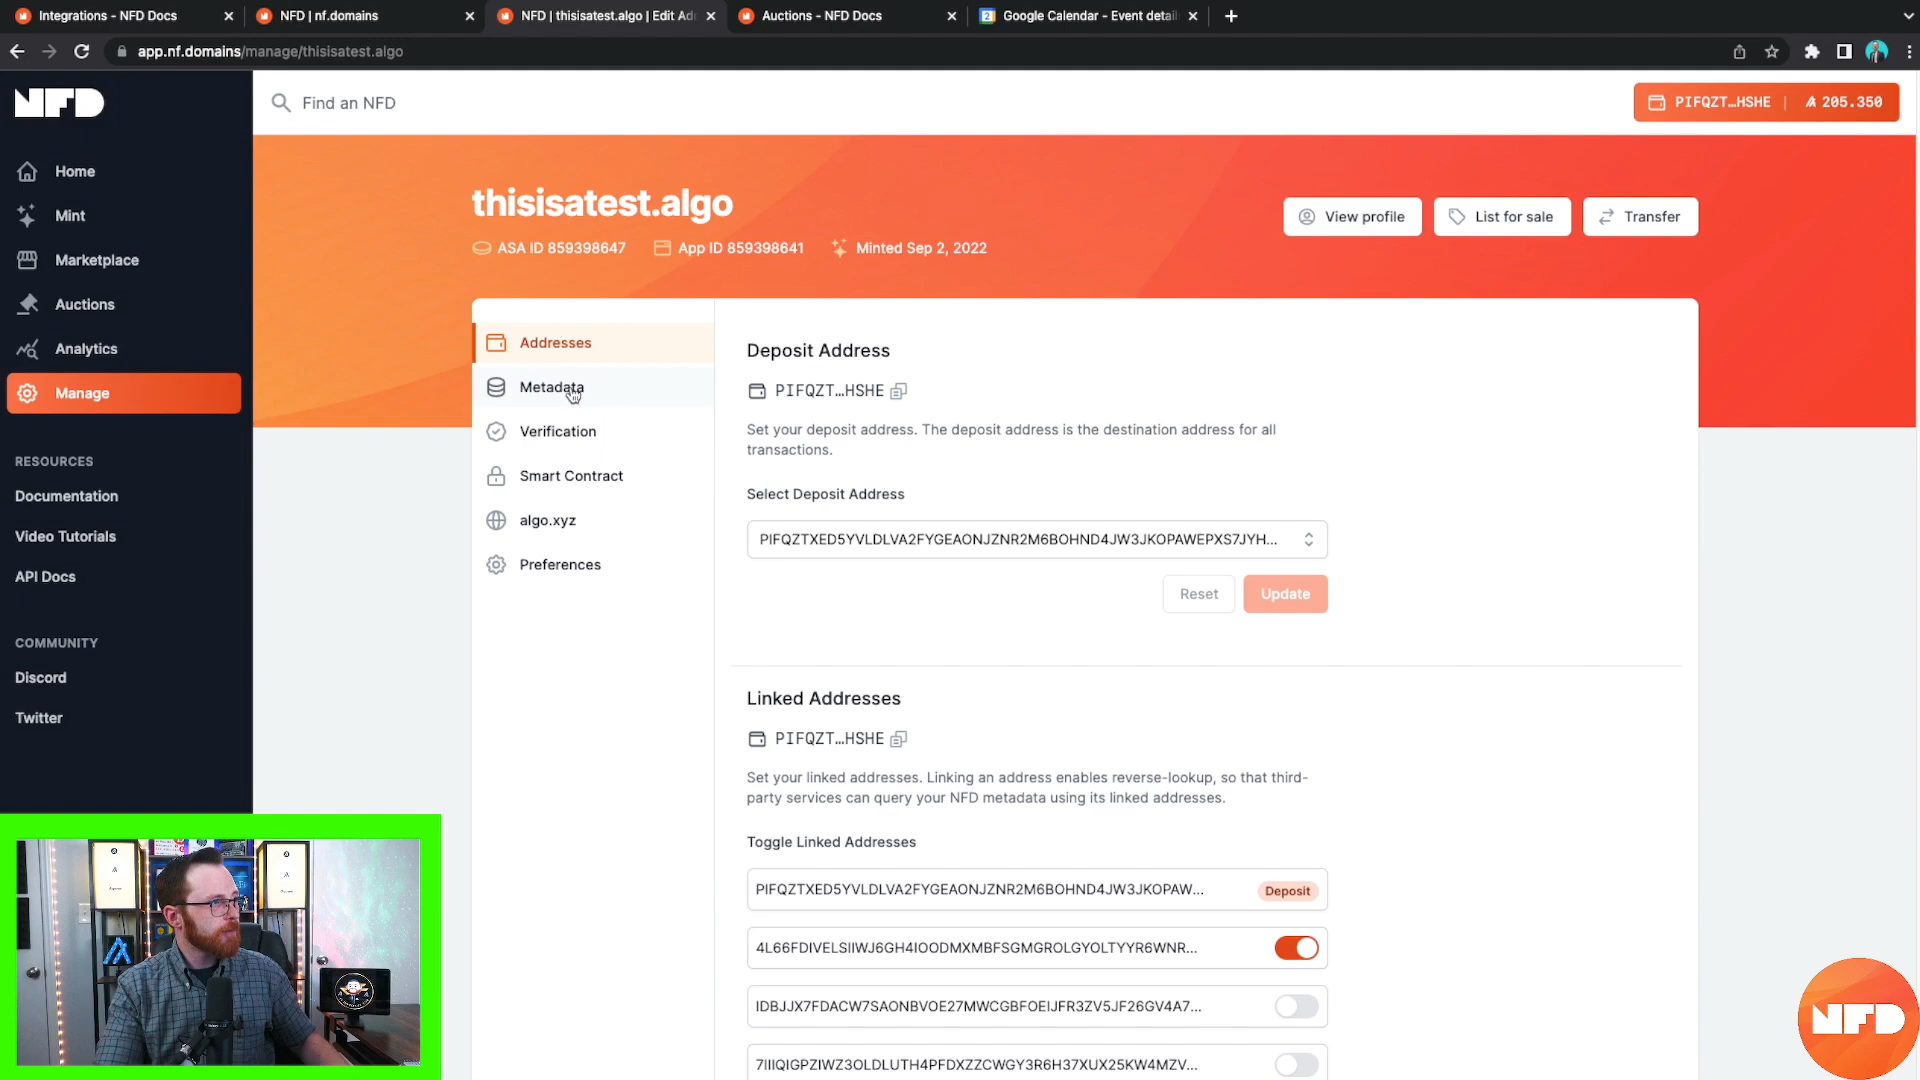 Integrations - NFD Docs
NFD | nf.domains
NFD | thisisatest.algo | Edit Ad
Auctions - NFD Docs
Google Calendar - Event detail
app.nf.domains/manage/thisisatest.algo
NFD
Find an NFD
PIFQZT...HSHE | 205.350
Home
Mint
Marketplace
Auctions
Analytics
Manage
RESOURCES
Documentation
Video Tutorials
API Docs
COMMUNITY
Discord
Twitter
thisisatest.algo
ASA ID 859398647
App ID 859398641
Minted Sep 2, 2022
View profile
List for sale
Transfer
Addresses
Metadata
Verification
Smart Contract
algo.xyz
Preferences
Deposit Address
PIFQZT...HSHE
Set your deposit address. The deposit address is the destination address for all
transactions.
Select Deposit Address
PIFQZTXED5YVLDLVA2FYGEAONJZNR2M6BOHND4JW3JKOPAWEPXS7JYH...
Reset
Update
Linked Addresses
PIFQZT...HSHE
Set your linked addresses. Linking an address enables reverse-lookup, so that third-
party services can query your NFD metadata using its linked addresses.
Toggle Linked Addresses
PIFQZTXED5YVLDLVA2FYGEAONJZNR2M6BOHND4JW3JKOPAW...
Deposit
4L66FDIVELSIIWJ6GH4IOODMXMBFSGMGROLGYOLTYYR6WNR...
IDBJJX7FDACW7SAONBVOE27MWCGBFOEIJFR3ZV5JF26GV4A7...
7IIIQIGPZIWZ3OLDLUTH4PFDXZZCWGY3R6H37XUX25KW4MZV...
NFD